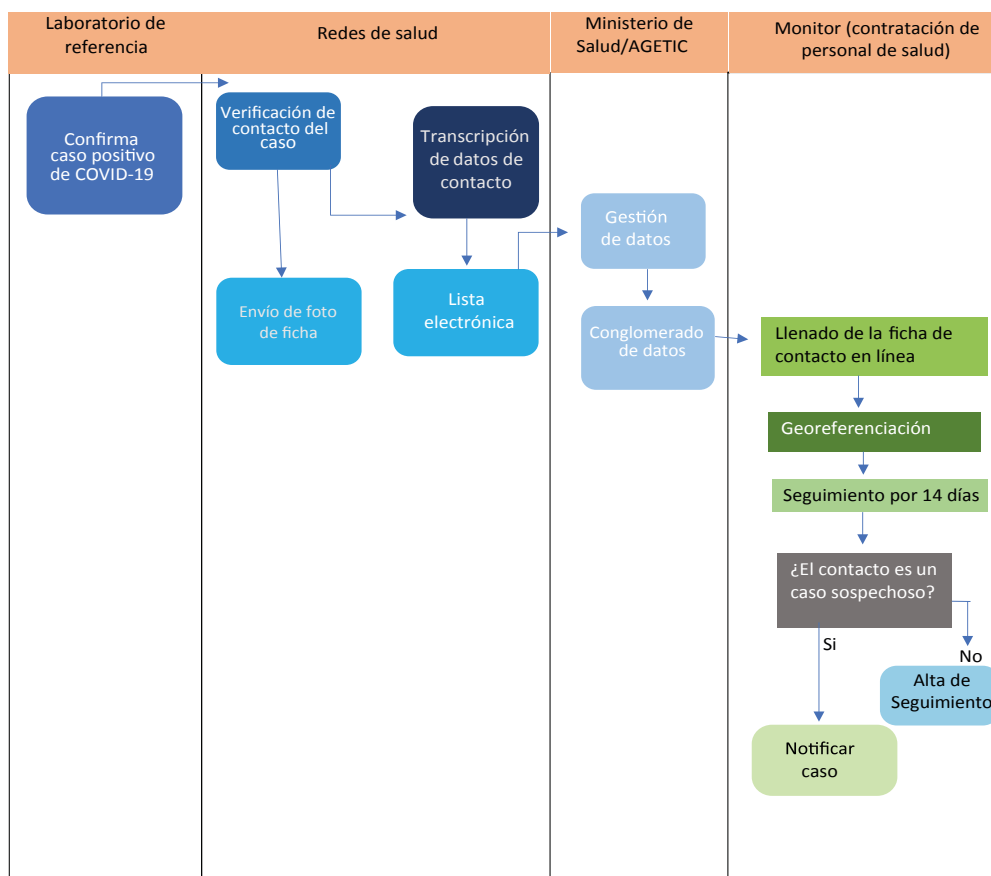 Laboratorio de
referencia
Redes de salud
Ministerio de
Salud/AGETIC
Monitor (contratación de
personal de salud)
Confirma
caso positivo
de COVID-19
Verificación de
contacto del
caso
Transcripción
de datos de
contacto
Envío de foto
de ficha
Lista
electrónica
Gestión
de datos
Conglomerado
de datos
Llenado de la ficha de
contacto en línea
Georeferenciación
Seguimiento por 14 días
¿El contacto es un
caso sospechoso?
Si
No
Alta de
Seguimiento
Notificar
caso